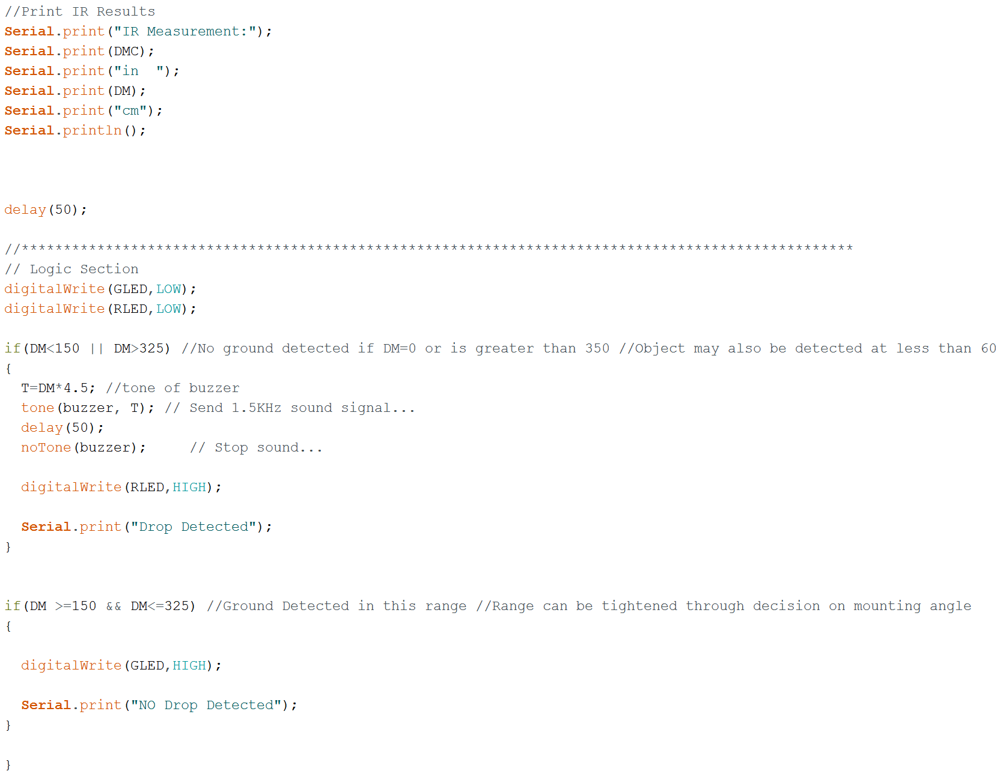 //Print IR Results
Serial.print("IR Measurement:");
Serial.print(DMC);
Serial.print("in  ");
Serial.print(DM);
Serial.print("cm");
Serial.println();
delay(50);
//***************************************************************************************************
// Logic Section
digitalWrite(GLED,LOW);
digitalWrite(RLED,LOW);
if(DM<150 || DM>325) //No ground detected if DM=0 or is greater than 350 //Object may also be detected at less than 60
{
  T=DM*4.5; //tone of buzzer
  tone(buzzer, T); // Send 1.5KHz sound signal...
  delay(50);
  noTone(buzzer);     // Stop sound...
  digitalWrite(RLED,HIGH);
  Serial.print("Drop Detected");
}
if(DM >=150 && DM<=325) //Ground Detected in this range //Range can be tightened through decision on mounting angle
{
  digitalWrite(GLED,HIGH);
  Serial.print("NO Drop Detected");
}
}